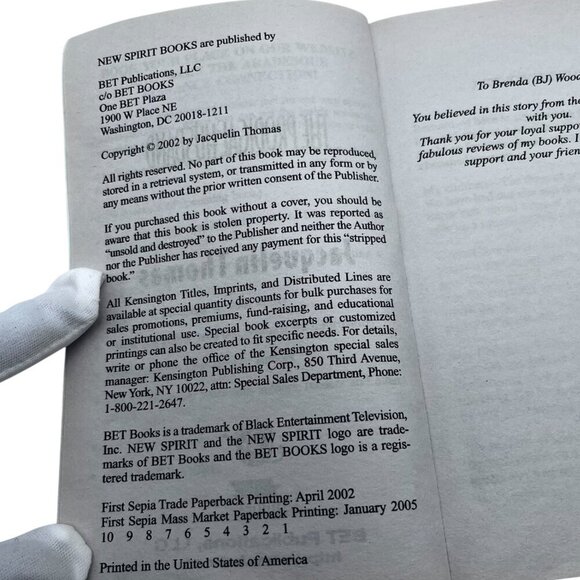 NEW SPIRIT BOOKS are published by
BET Publications, LLC
c/o BET BOOKS
One BET Plaza
1900 W Place NE
Washington, DC 20018-1211
Copyright © 2002 by Jacquelin Thomas
All rights reserved. No part of this book may be reproduced,
stored in a retrieval system, or transmitted in any form or by
any means without the prior written consent of the Publisher.
If you purchased this book without a cover, you should be
aware that this book is stolen property. It was reported as
“unsold and destroyed” to the Publisher and neither the Author
nor the Publisher has received any payment for this “stripped
book.”
All Kensington Titles, Imprints, and Distributed Lines are
available at special quantity discounts for bulk purchases for
sales promotions, premiums, fund-raising, and educational
or institutional use. Special book excerpts or customized
printings can also be created to fit specific needs. For details,
write or phone the office of the Kensington special sales
manager: Kensington Publishing Corp., 850 Third Avenue,
New York, NY 10022, attn: Special Sales Department, Phone:
1-800-221-2647.
BET Books is a trademark of Black Entertainment Television,
Inc. NEW SPIRIT and the NEW SPIRIT logo are trade-
marks of BET Books and the BET BOOKS logo is a regis-
tered trademark.
First Sepia Trade Paperback Printing: April 2002
First Sepia Mass Market Paperback Printing: January 2005
10 9 8 7 6 5 4 3 2 1
Printed in the United States of America
To Brenda (BJ) Wood
You believed in this story from the
with you.
Thank you for your loyal suppo
fabulous reviews of my books. I
support and your frien